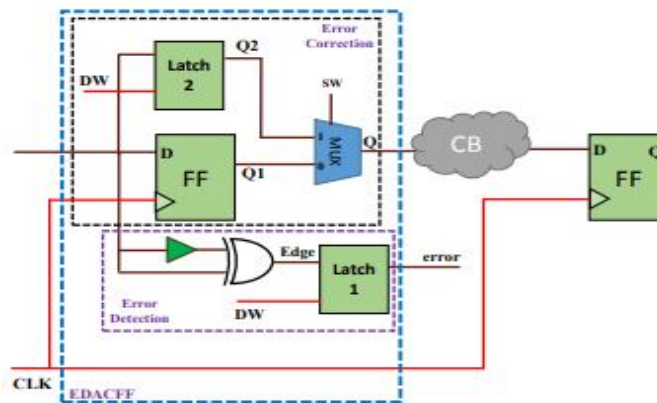 Error
Correction
Q2
Latch
2
DW
sw
MUX
1
0
Q
CB
D
FF
Q1
D
Q
FF
Edge
Latch
1
error
DW
Error
Detection
CLK
EDACFF